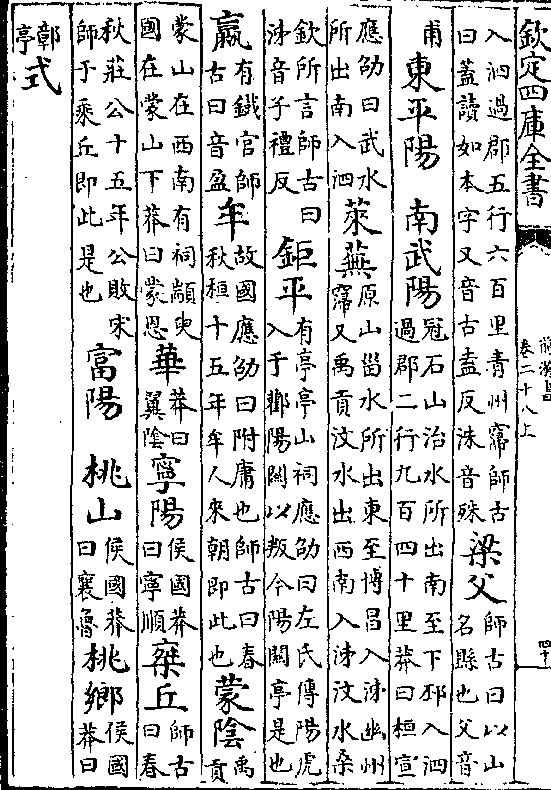 欽定四庫全書
卷二十八上
入泗過郡五行六百里青州𥧲師古曰蓋讀如本字又音古盍反洙音殊梁父師古曰以山名縣也父音
甫東平陽 南武陽冠石山治水所出南至下邳入泗過郡二行九百四十里莽曰桓宣
應劭曰武水所出南入泗萊蕪原山甾水所出東至博昌入泲幽州𥧲又禹貢汶水出西南入泲汶水桑
欽所言師古曰泲音子禮反鉅平有亭亭山祠應劭曰左氏傳陽虎入于酄陽關以叛今陽關亭是也
嬴有鐵官師古曰音盈牟故國應劭曰附庸也師古曰春秋桓十五年牟人來朝即此也蒙陰禹貢
蒙山在西南有祠顓臾國在蒙山下莽曰蒙恩華莽曰翼陰寧陽侯國莽曰寧順椉丘師古曰春
秋莊公十五年公敗宋師于乘丘即此是也富陽 桃山侯國莽曰襄魯桃鄉侯國莽曰
鄣亭式